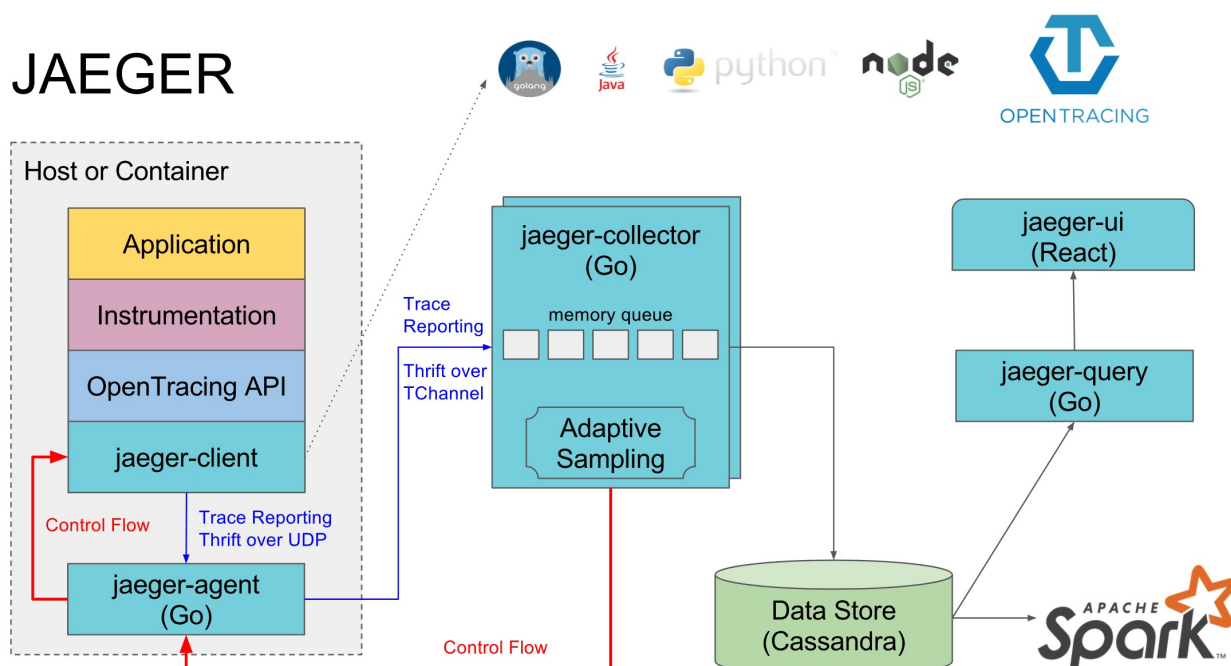 JAEGER
golang
Java
python™
node
JS
OPENTRACING
Host or Container
Application
Instrumentation
OpenTracing API
jaeger-client
Control Flow
Trace Reporting
Thrift over UDP
jaeger-agent
(Go)
Trace
Reporting
Thrift over
TChannel
jaeger-collector
(Go)
memory queue
Adaptive
Sampling
Control Flow
Data Store
(Cassandra)
jaeger-ui
(React)
jaeger-query
(Go)
APACHE
Spark™